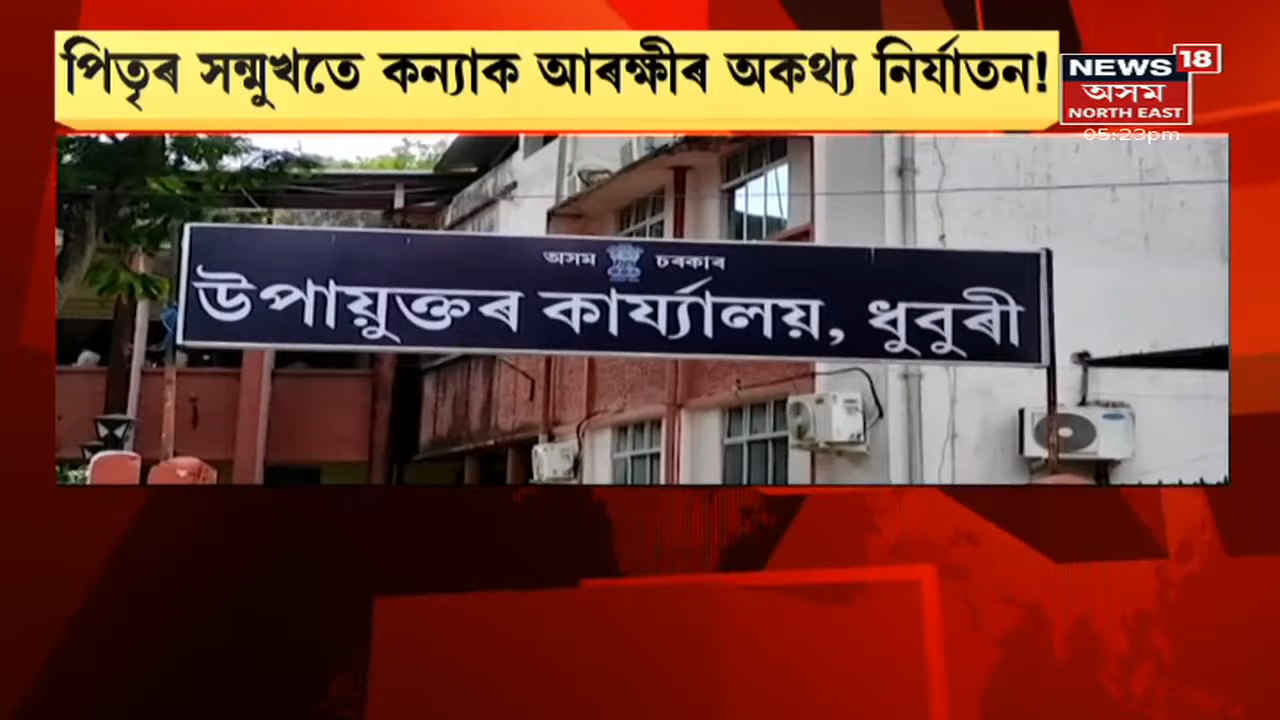 পিতৃৰ সন্মুখতে কন্যাক আৰক্ষীৰ অকথ্য নিৰ্যাতন!
NEWS 18
অসম
NORTH EAST
05:23pm
অসম চৰকাৰ
উপায়ুক্তৰ কাৰ্য্যালয়, ধুবুৰী